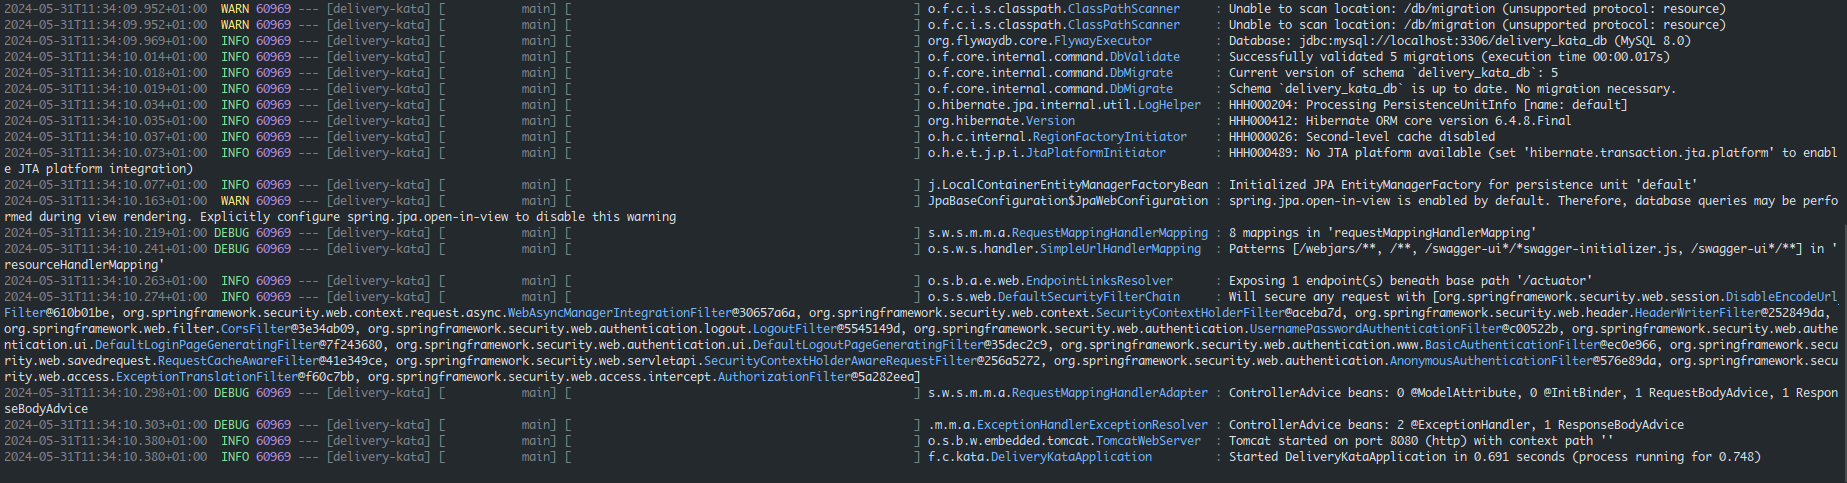 2024-05-31T11:34:09.952+01:00  WARN 60969 --- [delivery-kata] [           main] [                                                 ] o.f.c.i.s.classpath.ClassPathScanner     : Unable to scan location: /db/migration (unsupported protocol: resource)
2024-05-31T11:34:09.952+01:00  WARN 60969 --- [delivery-kata] [           main] [                                                 ] o.f.c.i.s.classpath.ClassPathScanner     : Unable to scan location: /db/migration (unsupported protocol: resource)
2024-05-31T11:34:09.969+01:00  INFO 60969 --- [delivery-kata] [           main] [                                                 ] org.flywaydb.core.FlywayExecutor         : Database: jdbc:mysql://localhost:3306/delivery_kata_db (MySQL 8.0)
2024-05-31T11:34:10.014+01:00  INFO 60969 --- [delivery-kata] [           main] [                                                 ] o.f.core.internal.command.DbValidate     : Successfully validated 5 migrations (execution time 00:00.017s)
2024-05-31T11:34:10.018+01:00  INFO 60969 --- [delivery-kata] [           main] [                                                 ] o.f.core.internal.command.DbMigrate      : Current version of schema `delivery_kata_db`: 5
2024-05-31T11:34:10.019+01:00  INFO 60969 --- [delivery-kata] [           main] [                                                 ] o.f.core.internal.command.DbMigrate      : Schema `delivery_kata_db` is up to date. No migration necessary.
2024-05-31T11:34:10.034+01:00  INFO 60969 --- [delivery-kata] [           main] [                                                 ] o.hibernate.jpa.internal.util.LogHelper  : HHH000204: Processing PersistenceUnitInfo [name: default]
2024-05-31T11:34:10.035+01:00  INFO 60969 --- [delivery-kata] [           main] [                                                 ] org.hibernate.Version                    : HHH000412: Hibernate ORM core version 6.4.8.Final
2024-05-31T11:34:10.037+01:00  INFO 60969 --- [delivery-kata] [           main] [                                                 ] o.h.c.internal.RegionFactoryInitiator    : HHH000026: Second-level cache disabled
2024-05-31T11:34:10.073+01:00  INFO 60969 --- [delivery-kata] [           main] [                                                 ] o.h.e.t.j.p.i.JtaPlatformInitiator       : HHH000489: No JTA platform available (set 'hibernate.transaction.jta.platform' to enabl
e JTA platform integration)
2024-05-31T11:34:10.077+01:00  INFO 60969 --- [delivery-kata] [           main] [                                                 ] j.LocalContainerEntityManagerFactoryBean : Initialized JPA EntityManagerFactory for persistence unit 'default'
2024-05-31T11:34:10.163+01:00  WARN 60969 --- [delivery-kata] [           main] [                                                 ] JpaBaseConfiguration$JpaWebConfiguration : spring.jpa.open-in-view is enabled by default. Therefore, database queries may be perfo
rmed during view rendering. Explicitly configure spring.jpa.open-in-view to disable this warning
2024-05-31T11:34:10.219+01:00 DEBUG 60969 --- [delivery-kata] [           main] [                                                 ] s.w.s.m.m.a.RequestMappingHandlerMapping : 8 mappings in 'requestMappingHandlerMapping'
2024-05-31T11:34:10.241+01:00 DEBUG 60969 --- [delivery-kata] [           main] [                                                 ] o.s.w.s.handler.SimpleUrlHandlerMapping  : Patterns [/webjars/**, /**, /swagger-ui*/*swagger-initializer.js, /swagger-ui*/**] in '
resourceHandlerMapping'
2024-05-31T11:34:10.263+01:00  INFO 60969 --- [delivery-kata] [           main] [                                                 ] o.s.b.a.e.web.EndpointLinksResolver      : Exposing 1 endpoint(s) beneath base path '/actuator'
2024-05-31T11:34:10.274+01:00  INFO 60969 --- [delivery-kata] [           main] [                                                 ] o.s.s.web.DefaultSecurityFilterChain     : Will secure any request with [org.springframework.security.web.session.DisableEncodeUrl
Filter@610b01be, org.springframework.security.web.context.request.async.WebAsyncManagerIntegrationFilter@30657a6a, org.springframework.security.web.context.SecurityContextHolderFilter@aceba7d, org.springframework.security.web.header.HeaderWriterFilter@252849da,
org.springframework.web.filter.CorsFilter@3e34ab09, org.springframework.security.web.authentication.logout.LogoutFilter@5545149d, org.springframework.security.web.authentication.UsernamePasswordAuthenticationFilter@c00522b, org.springframework.security.web.authe
ntication.ui.DefaultLoginPageGeneratingFilter@7f243680, org.springframework.security.web.authentication.ui.DefaultLogoutPageGeneratingFilter@35dec2c9, org.springframework.security.web.authentication.www.BasicAuthenticationFilter@ec0e966, org.springframework.secu
rity.web.savedrequest.RequestCacheAwareFilter@41e349ce, org.springframework.security.web.servletapi.SecurityContextHolderAwareRequestFilter@256a5272, org.springframework.security.web.authentication.AnonymousAuthenticationFilter@576e89da, org.springframework.secu
rity.web.access.ExceptionTranslationFilter@f60c7bb, org.springframework.security.web.access.intercept.AuthorizationFilter@5a282eea]
2024-05-31T11:34:10.298+01:00 DEBUG 60969 --- [delivery-kata] [           main] [                                                 ] s.w.s.m.m.a.RequestMappingHandlerAdapter : ControllerAdvice beans: 0 @ModelAttribute, 0 @InitBinder, 1 RequestBodyAdvice, 1 Respon
seBodyAdvice
2024-05-31T11:34:10.303+01:00 DEBUG 60969 --- [delivery-kata] [           main] [                                                 ] .m.m.a.ExceptionHandlerExceptionResolver : ControllerAdvice beans: 2 @ExceptionHandler, 1 ResponseBodyAdvice
2024-05-31T11:34:10.380+01:00  INFO 60969 --- [delivery-kata] [           main] [                                                 ] o.s.b.w.embedded.tomcat.TomcatWebServer  : Tomcat started on port 8080 (http) with context path ''
2024-05-31T11:34:10.380+01:00  INFO 60969 --- [delivery-kata] [           main] [                                                 ] f.c.kata.DeliveryKataApplication         : Started DeliveryKataApplication in 0.691 seconds (process running for 0.748)